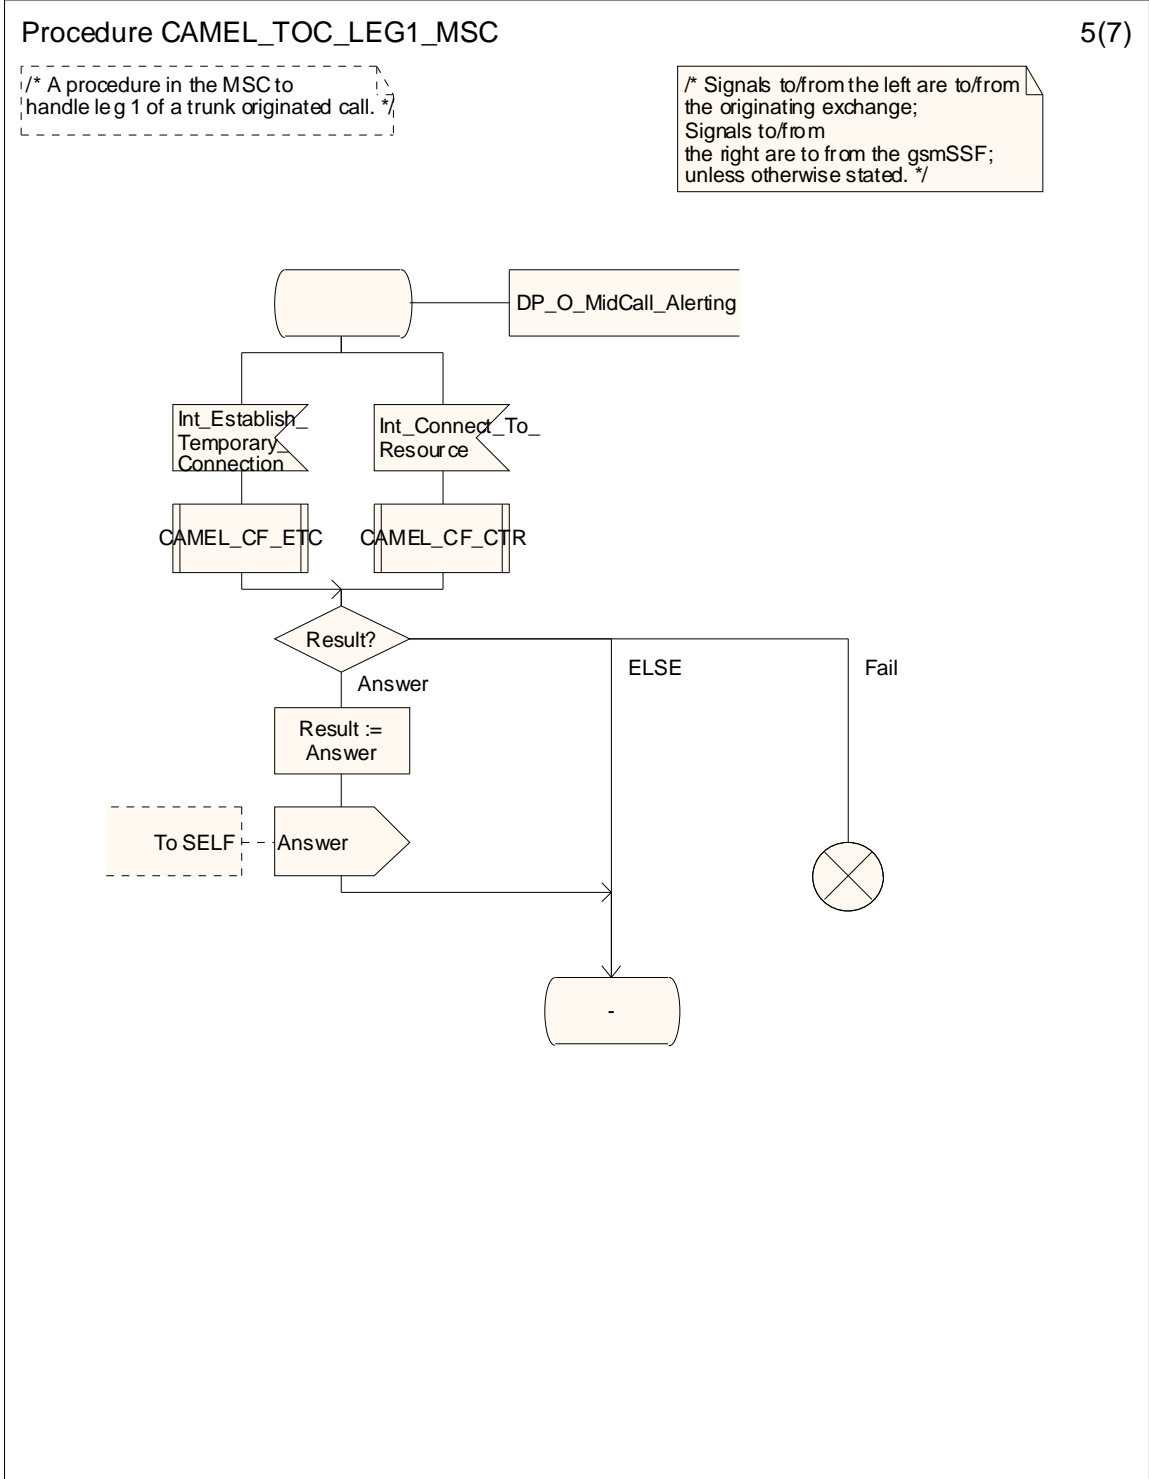 Procedure CAMEL_TOC_LEG1_MSC
5(7)
/* A procedure in the MSC to
handle leg 1 of a trunk originated call. */
/* Signals to/from the left are to/from
the originating exchange;
Signals to/from
the right are to from the gsmSSF;
unless otherwise stated. */
DP_O_MidCall_Alerting
Int_Establish_
Temporary_
Connection
Int_Connect_To_
Resource
CAMEL_CF_ETC
CAMEL_CF_CTR
Result?
ELSE
Fail
Answer
Result :=
Answer
To SELF
Answer
-